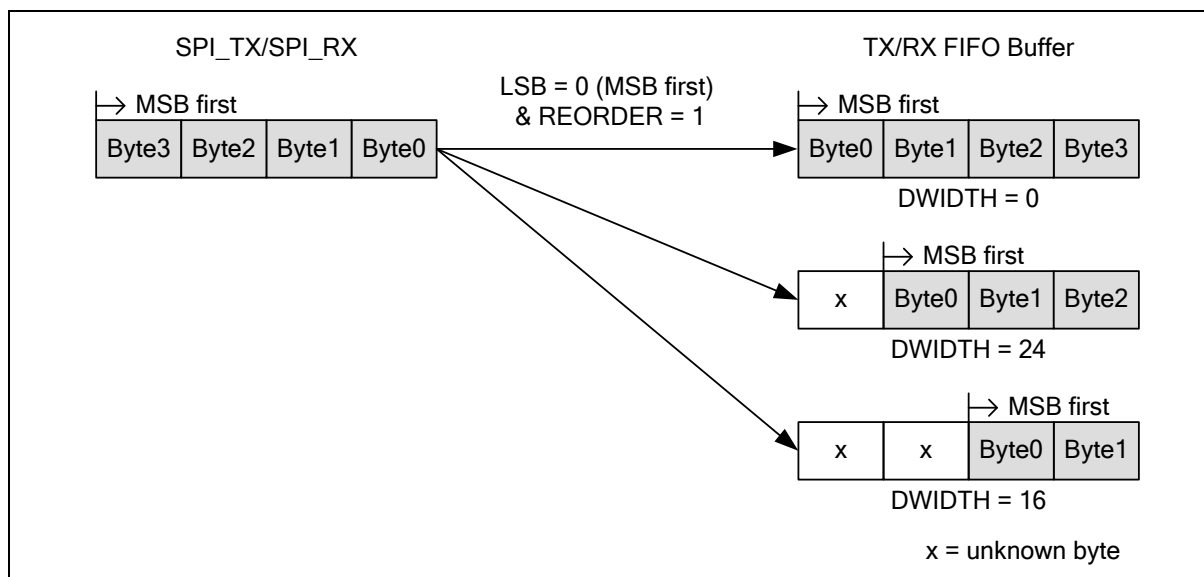 SPI_TX/SPI_RX
TX/RX FIFO Buffer
LSB = 0 (MSB first)
& REORDER = 1
MSB first
MSB first
Byte3 Byte2 Byte1 Byte0
Byte0 Byte1 Byte2 Byte3
DWIDTH = 0
MSB first
x Byte0 Byte1 Byte2
DWIDTH = 24
MSB first
x x Byte0 Byte1
DWIDTH = 16
x = unknown byte